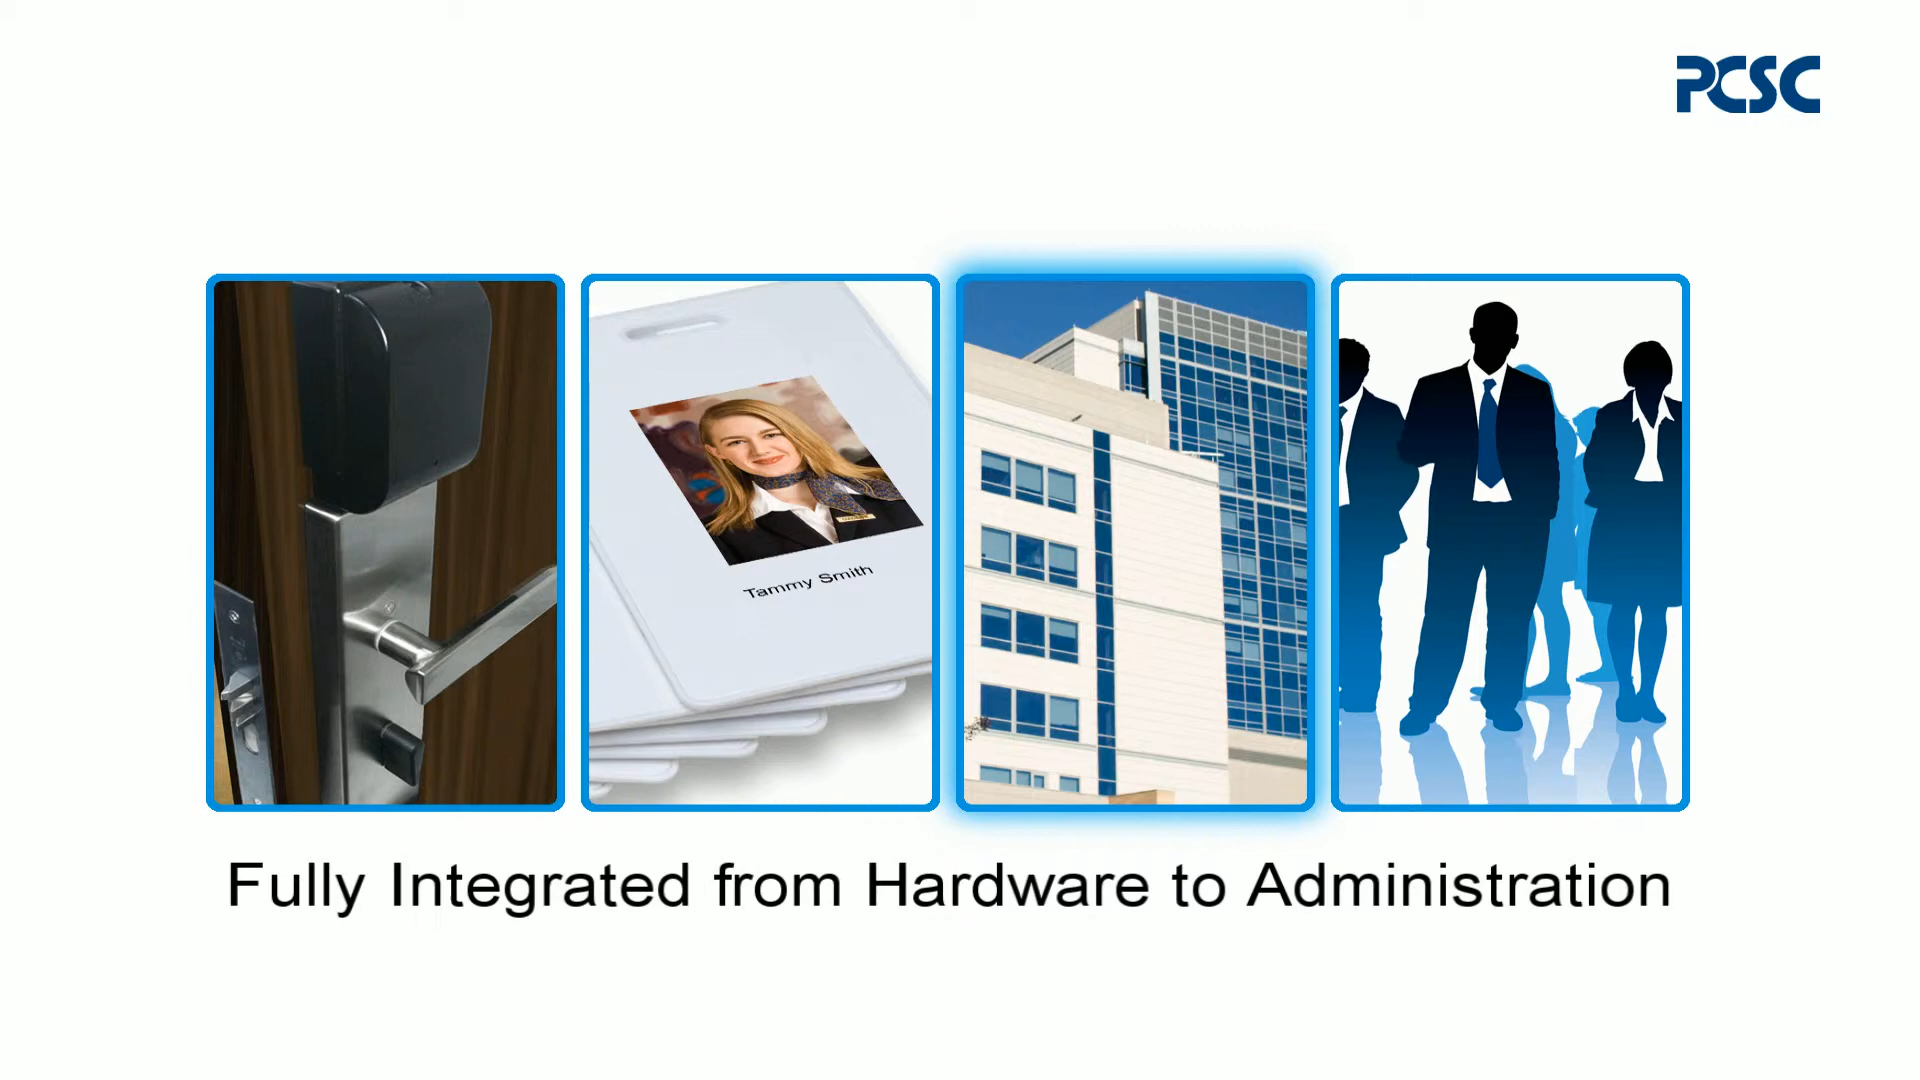 PCSC
Tammy Smith
Fully Integrated from Hardware to Administration